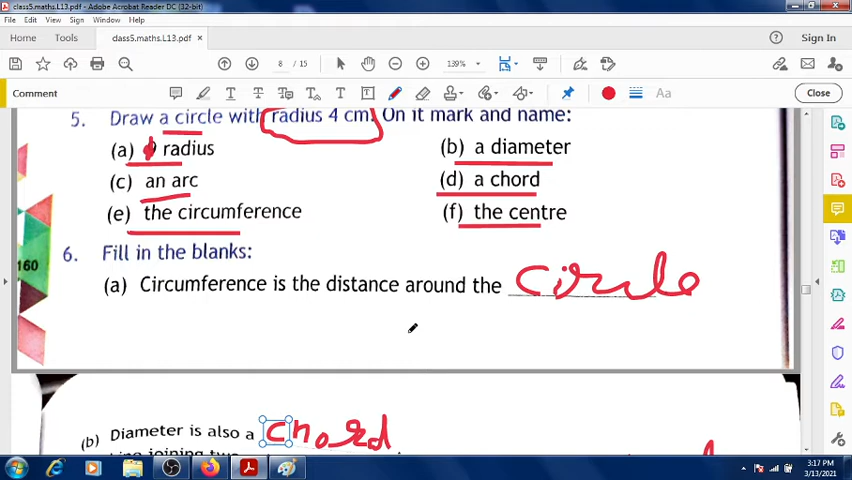 class5.maths.L13.pdf - Adobe Acrobat Reader DC (32-bit)
File Edit View Sign Window Help
Home Tools class5.maths.L13.pdf × Sign In
8 / 15 139%
Comment Aa Close
5. Draw a circle with radius 4 cm. On it mark and name:
(a) radius (b) a diameter
(c) an arc (d) a chord
(e) the circumference (f) the centre
160
6. Fill in the blanks:
(a) Circumference is the distance around the circle
(b) Diameter is also a chord
3:17 PM
3/13/2021